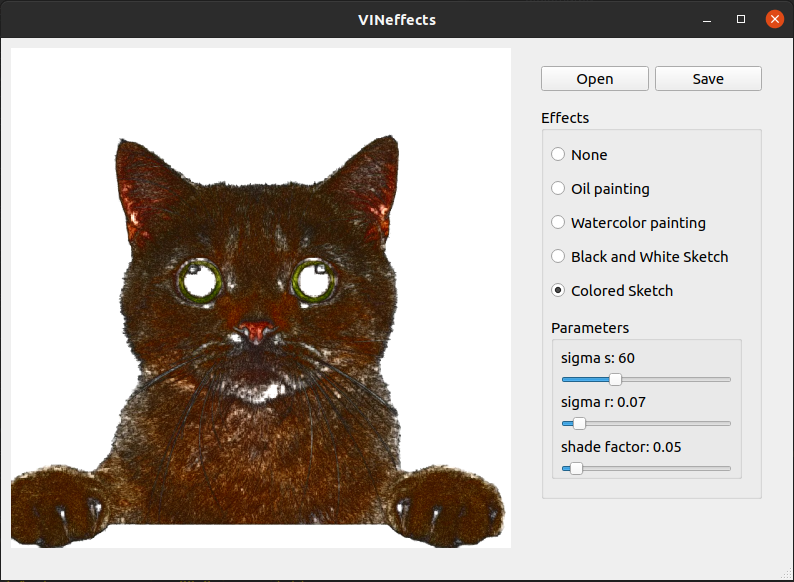 VINeffects
Open
Save
Effects
None
Oil painting
Watercolor painting
Black and White Sketch
Colored Sketch
Parameters
sigma s: 60
sigma r: 0.07
shade factor: 0.05